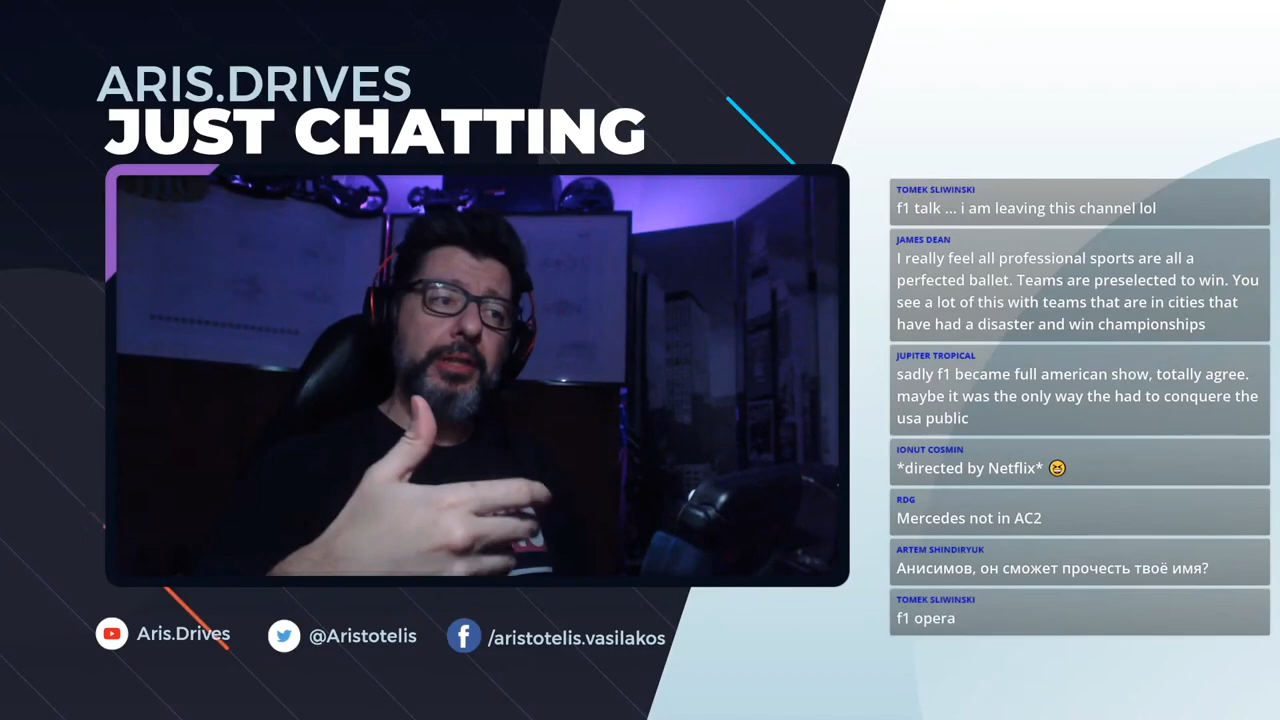 ARIS.DRIVES
JUST CHATTING
TOMEK SLIWINSKI
f1 talk ... i am leaving this channel lol
JAMES DEAN
I really feel all professional sports are all a
perfected ballet. Teams are preselected to win. You
see a lot of this with teams that are in cities that
have had a disaster and win championships
JUPITER TROPICAL
sadly f1 became full american show, totally agree.
maybe it was the only way the had to conquere the
usa public
IONUT COSMIN
*directed by Netflix* 😆
RDG
Mercedes not in AC2
ARTEM SHINDIRYUK
Анисимов, он сможет прочесть твоё имя?
TOMEK SLIWINSKI
f1 opera
Aris.Drives
@Aristotelis
/aristotelis.vasilakos